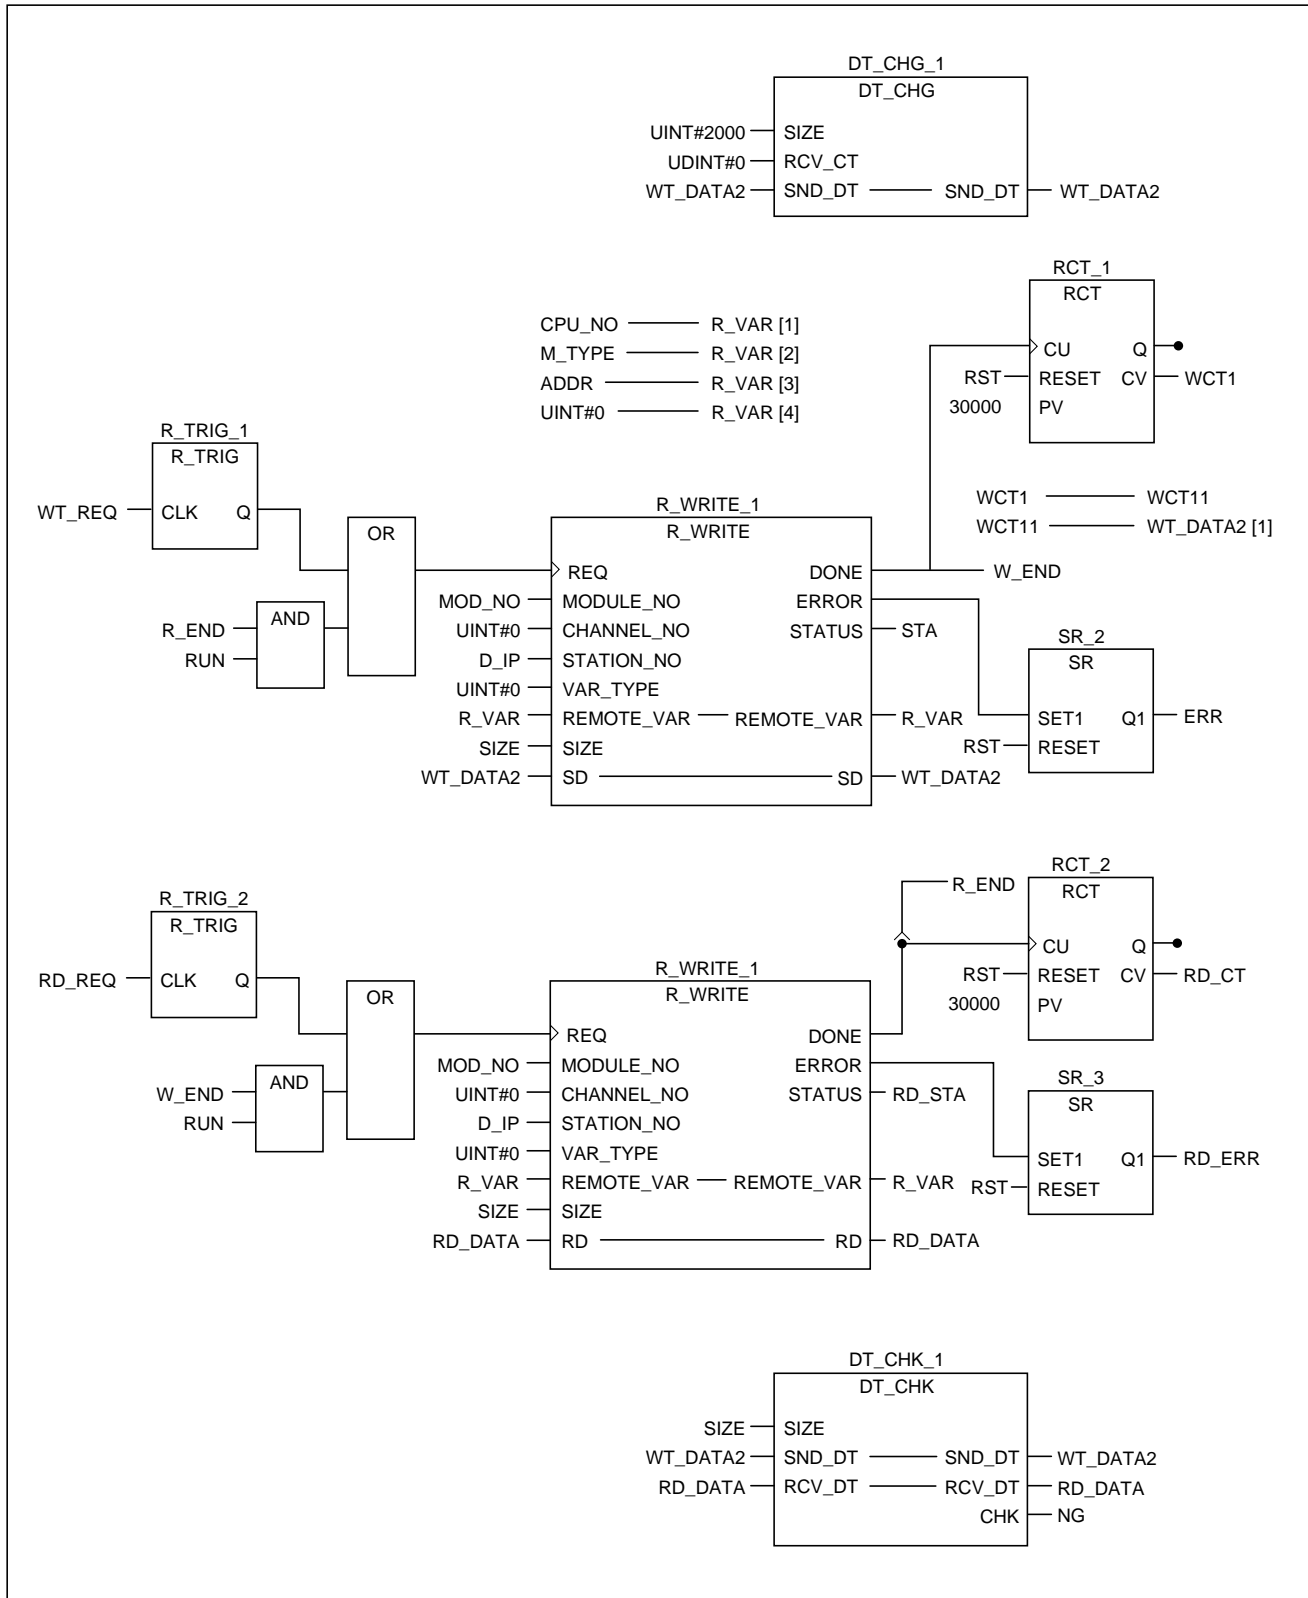 DT_CHG_1
DT_CHG
UINT#2000 SIZE
UDINT#0 RCV_CT
WT_DATA2 SND_DT SND_DT WT_DATA2
RCT_1
RCT
CPU_NO R_VAR [1]
M_TYPE R_VAR [2]
ADDR R_VAR [3]
UINT#0 R_VAR [4]
CU Q
RST RESET CV WCT1
30000 PV
R_TRIG_1
R_TRIG
WT_REQ CLK Q
WCT1 WCT11
WCT11 WT_DATA2 [1]
OR
R_WRITE_1
R_WRITE
REQ DONE W_END
MOD_NO MODULE_NO ERROR
R_END AND
RUN
UINT#0 CHANNEL_NO STATUS STA
D_IP STATION_NO
UINT#0 VAR_TYPE
R_VAR REMOTE_VAR REMOTE_VAR R_VAR
SIZE SIZE
WT_DATA2 SD SD WT_DATA2
SR_2
SR
SET1 Q1 ERR
RST RESET
R_END
RCT_2
RCT
CU Q
RST RESET CV RD_CT
30000 PV
R_TRIG_2
R_TRIG
RD_REQ CLK Q
OR
R_WRITE_1
R_WRITE
REQ DONE
MOD_NO MODULE_NO ERROR
W_END AND
RUN
UINT#0 CHANNEL_NO STATUS RD_STA
D_IP STATION_NO
UINT#0 VAR_TYPE
R_VAR REMOTE_VAR REMOTE_VAR R_VAR
SIZE SIZE
RD_DATA RD RD RD_DATA
SR_3
SR
SET1 Q1 RD_ERR
RST RESET
DT_CHK_1
DT_CHK
SIZE SIZE
WT_DATA2 SND_DT SND_DT WT_DATA2
RD_DATA RCV_DT RCV_DT RD_DATA
CHK NG